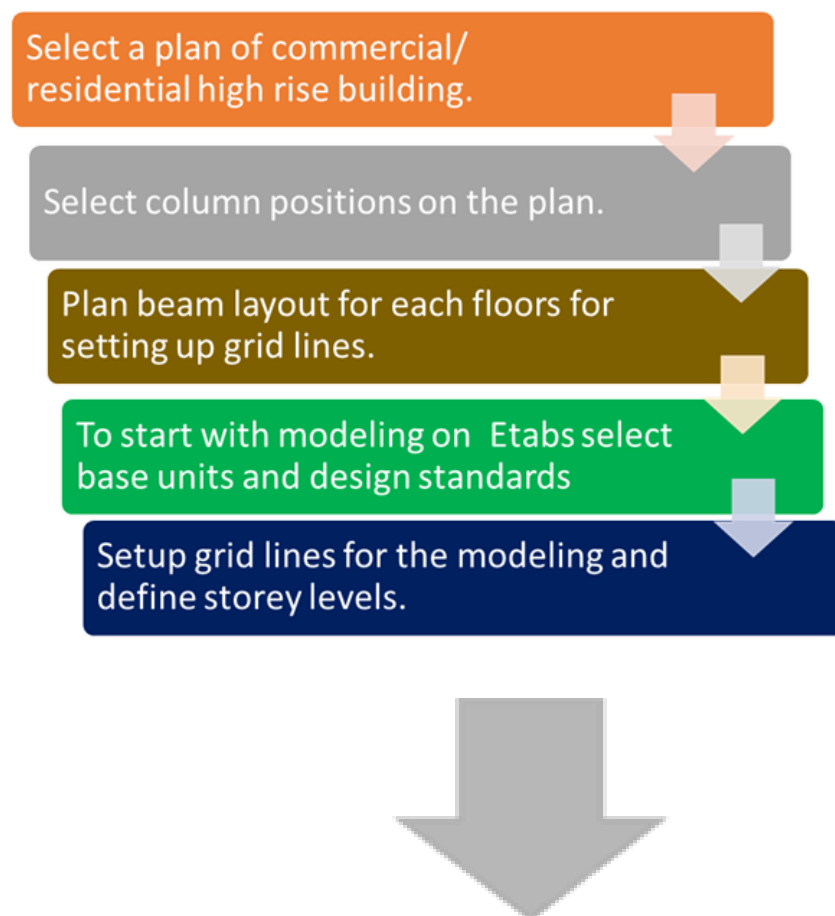 Select a plan of commercial/
residential high rise building.
Select column positions on the plan.
Plan beam layout for each floors for
setting up grid lines.
To start with modeling on Etabs select
base units and design standards
Setup grid lines for the modeling and
define storey levels.